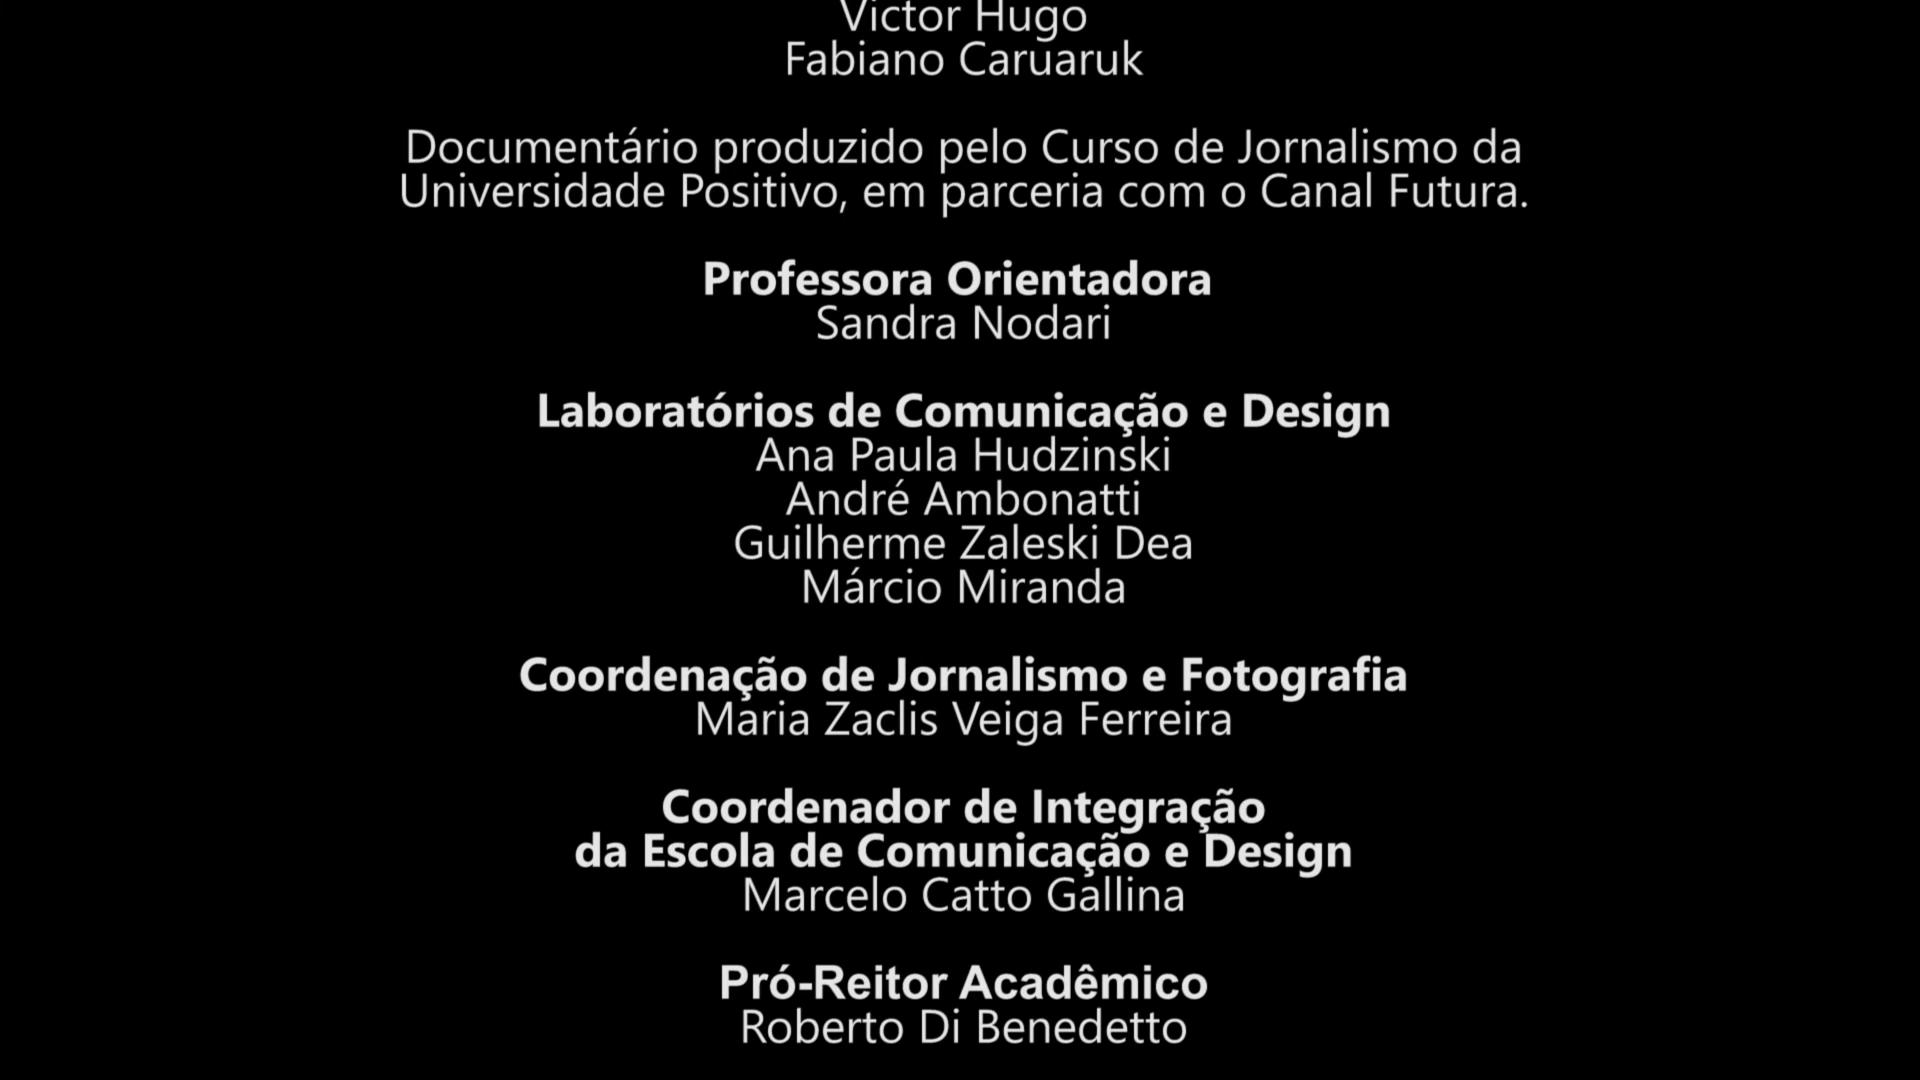 Victor Hugo
Fabiano Caruaruk
Documentário produzido pelo Curso de Jornalismo da
Universidade Positivo, em parceria com o Canal Futura.
Professora Orientadora
Sandra Nodari
Laboratórios de Comunicação e Design
Ana Paula Hudzinski
André Ambonatti
Guilherme Zaleski Dea
Márcio Miranda
Coordenação de Jornalismo e Fotografia
Maria Zaclis Veiga Ferreira
Coordenador de Integração
da Escola de Comunicação e Design
Marcelo Catto Gallina
Pró-Reitor Acadêmico
Roberto Di Benedetto